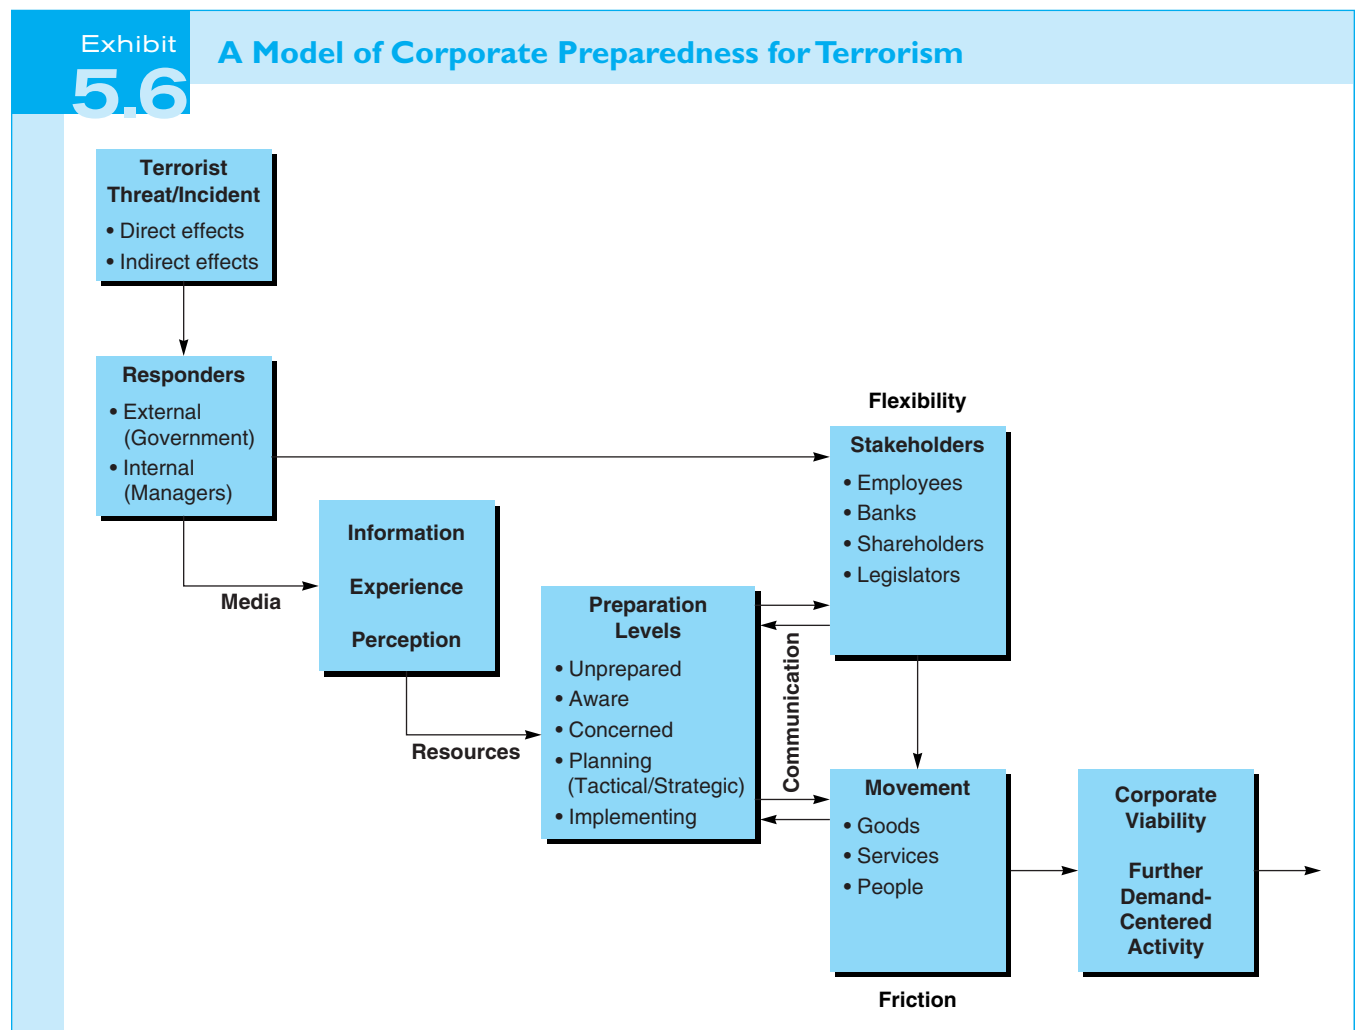 Exhibit
5.6
A Model of Corporate Preparedness for Terrorism
Terrorist
Threat/Incident
• Direct effects
• Indirect effects
Responders
• External
(Government)
• Internal
(Managers)
Media
Information
Experience
Perception
Resources
Preparation
Levels
• Unprepared
• Aware
• Concerned
• Planning
(Tactical/Strategic)
• Implementing
Communication
Flexibility
Stakeholders
• Employees
• Banks
• Shareholders
• Legislators
Movement
• Goods
• Services
• People
Friction
Corporate
Viability
Further
Demand-
Centered
Activity